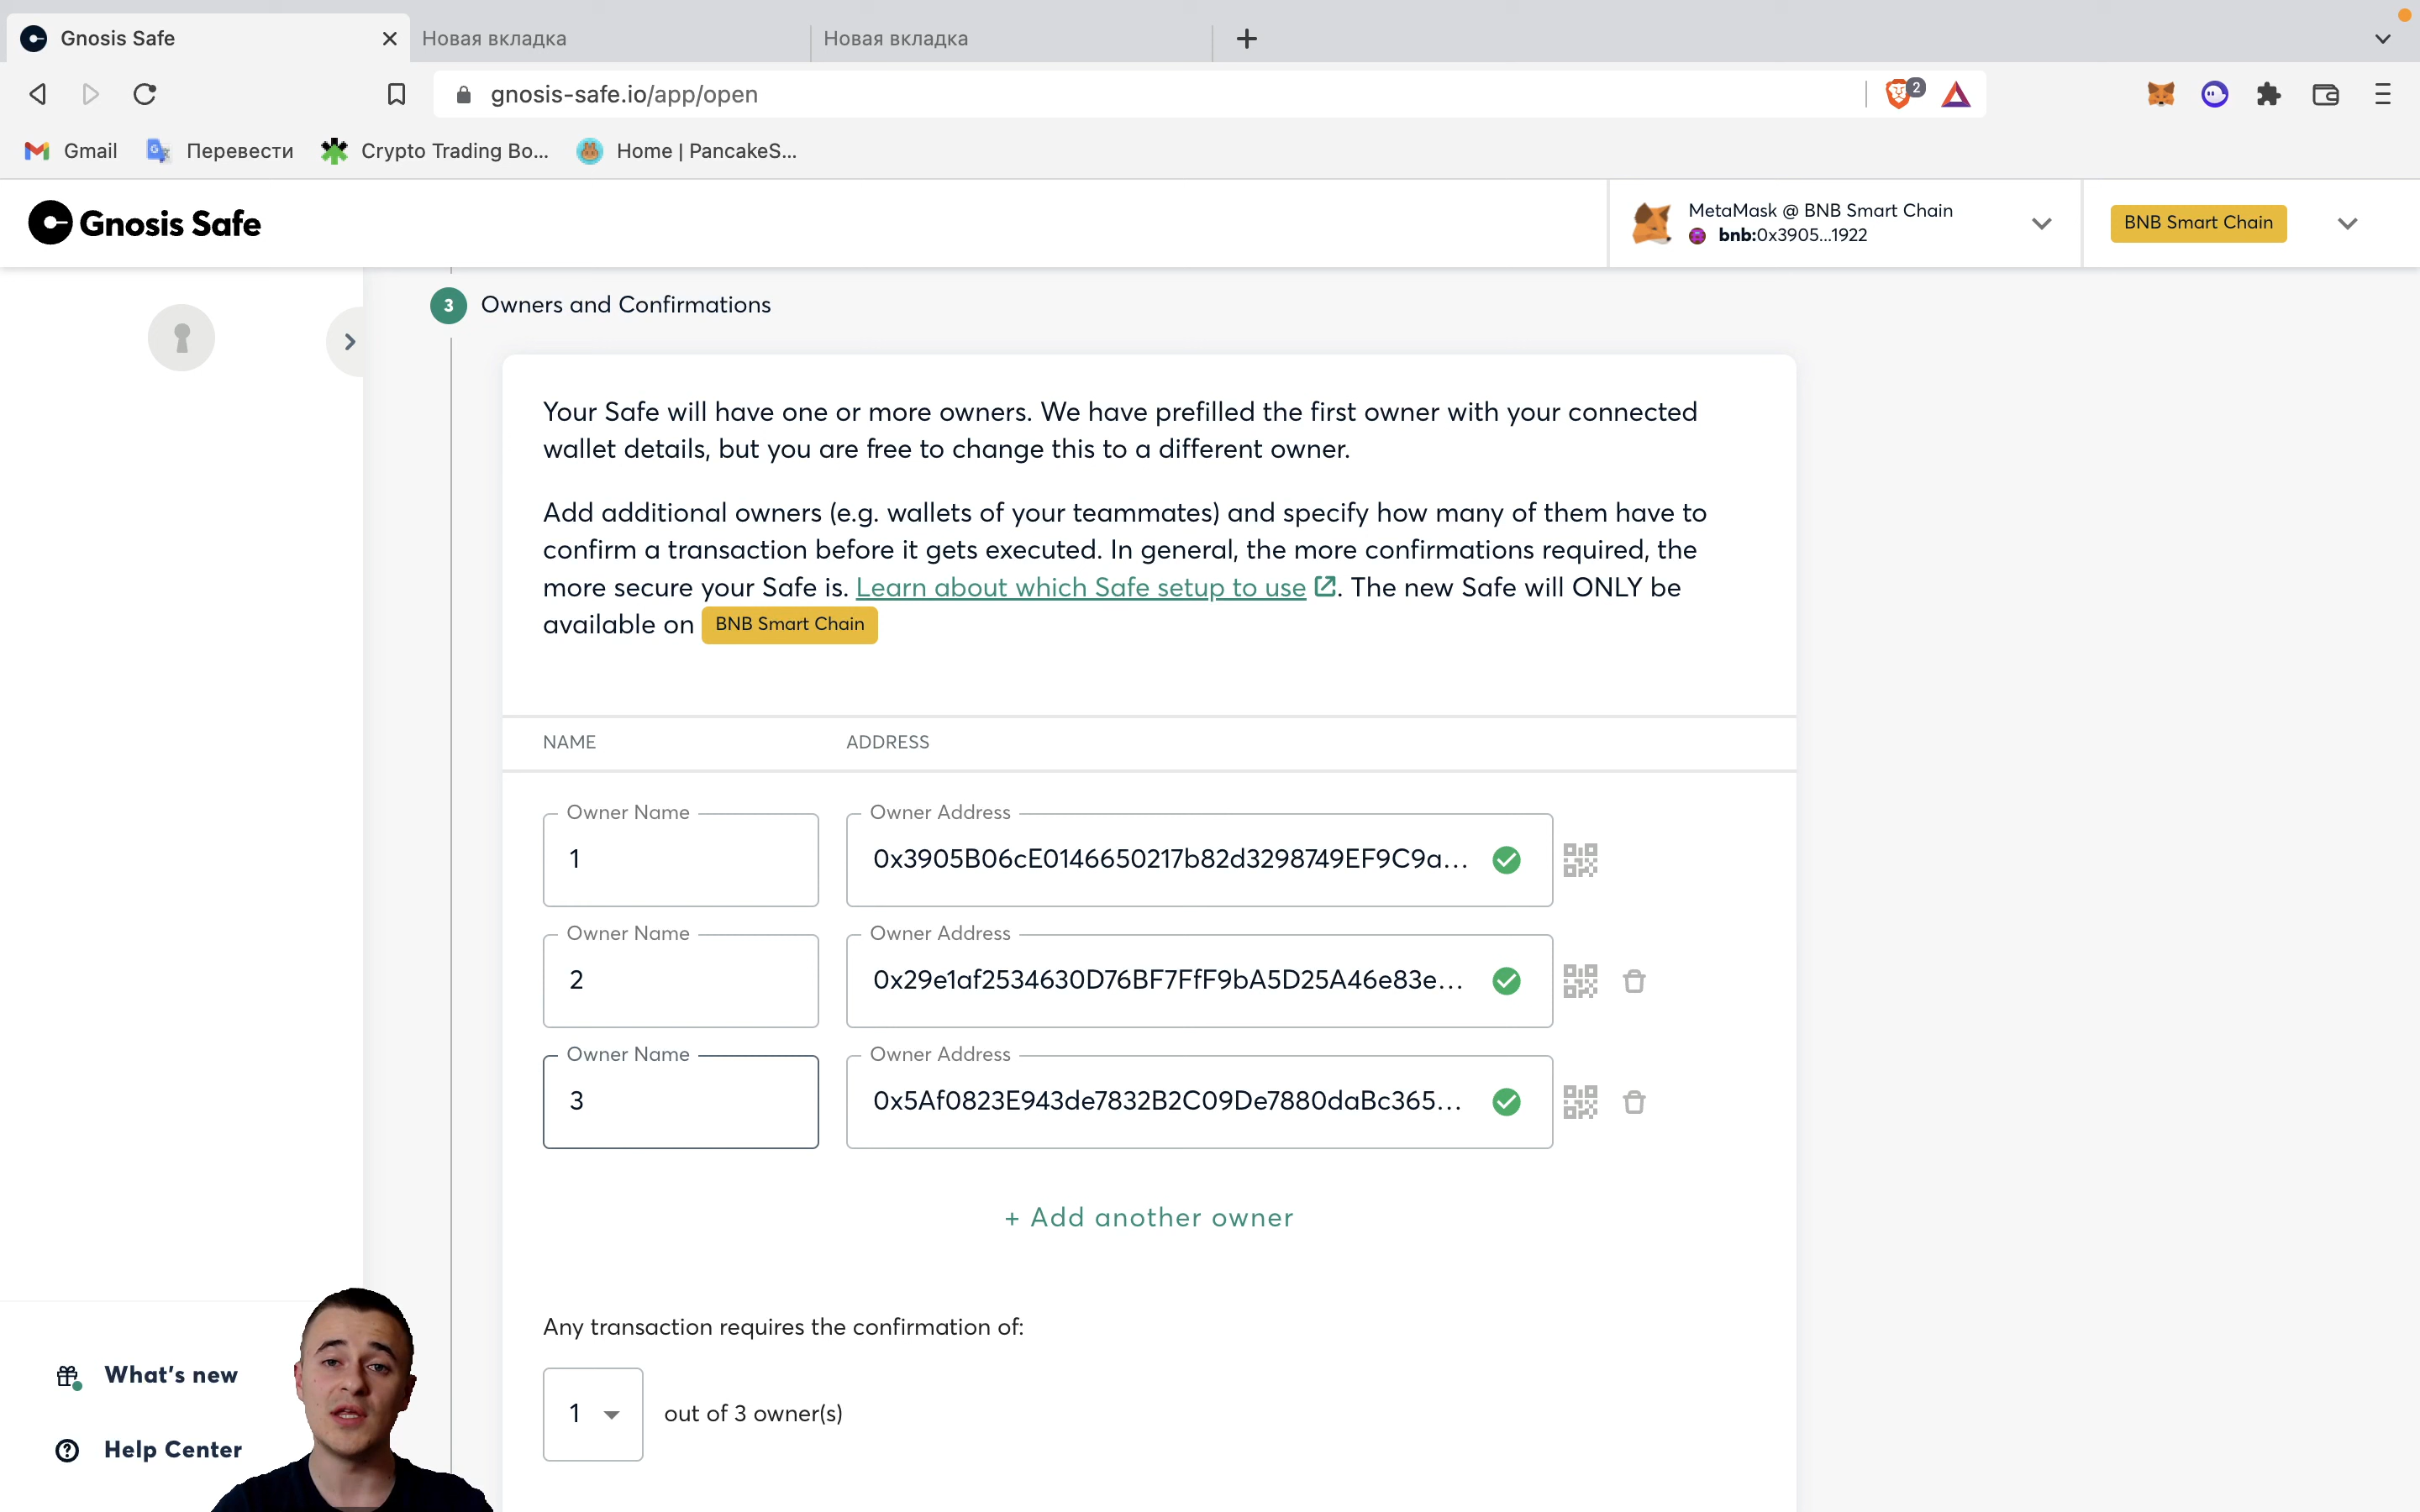 Gnosis Safe
Новая вкладка
Новая вкладка
gnosis-safe.io/app/open
2
Gmail
Перевести
Crypto Trading Bo...
Home | PancakeS...
Gnosis Safe
MetaMask @ BNB Smart Chain
bnb:0x3905...1922
BNB Smart Chain
3 Owners and Confirmations
Your Safe will have one or more owners. We have prefilled the first owner with your connected
wallet details, but you are free to change this to a different owner.
Add additional owners (e.g. wallets of your teammates) and specify how many of them have to
confirm a transaction before it gets executed. In general, the more confirmations required, the
more secure your Safe is. Learn about which Safe setup to use. The new Safe will ONLY be
available on BNB Smart Chain
NAME ADDRESS
Owner Name Owner Address
1 0x3905B06cE0146650217b82d3298749EF9C9a...
Owner Name Owner Address
2 0x29e1af2534630D76BF7FfF9bA5D25A46e83e...
Owner Name Owner Address
3 0x5Af0823E943de7832B2C09De7880daBc365...
+ Add another owner
Any transaction requires the confirmation of:
1 out of 3 owner(s)
What's new
Help Center